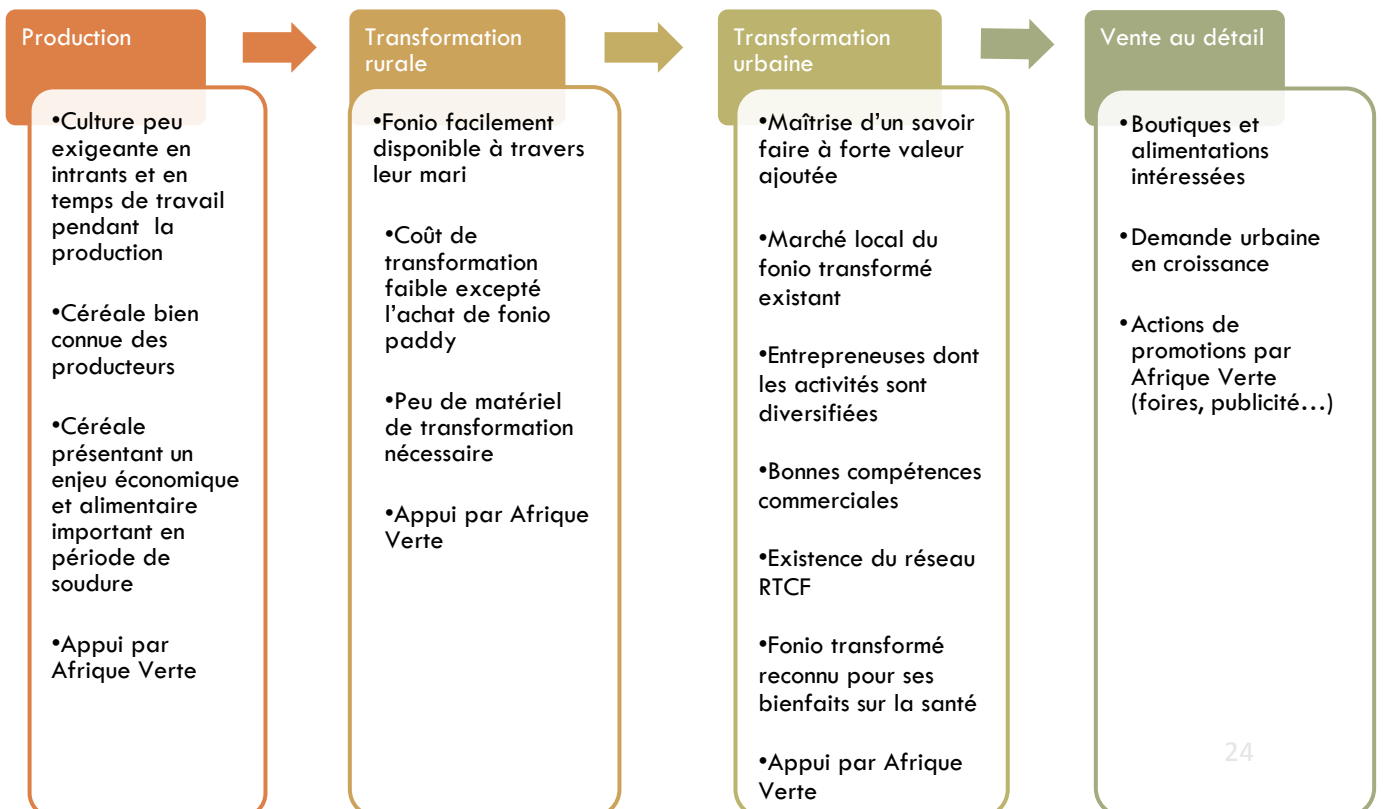 Production
•Culture peu
exigeante en
intrants et en
temps de travail
pendant la
production
•Céréale bien
connue des
producteurs
•Céréale
présentant un
enjeu économique
et alimentaire
important en
période de
soudure
•Appui par
Afrique Verte
Transformation
rurale
•Fonio facilement
disponible à travers
leur mari
•Coût de
transformation
faible excepté
l'achat de fonio
paddy
•Peu de matériel
de transformation
nécessaire
•Appui par Afrique
Verte
Transformation
urbaine
•Maîtrise d'un savoir
faire à forte valeur
ajoutée
•Marché local du
fonio transformé
existant
•Entrepreneuses dont
les activités sont
diversifiées
•Bonnes compétences
commerciales
•Existence du réseau
RTCF
•Fonio transformé
reconnu pour ses
bienfaits sur la santé
•Appui par Afrique
Verte
Vente au détail
•Boutiques et
alimentations
intéressées
•Demande urbaine
en croissance
•Actions de
promotions par
Afrique Verte
(foires, publicité…)
24